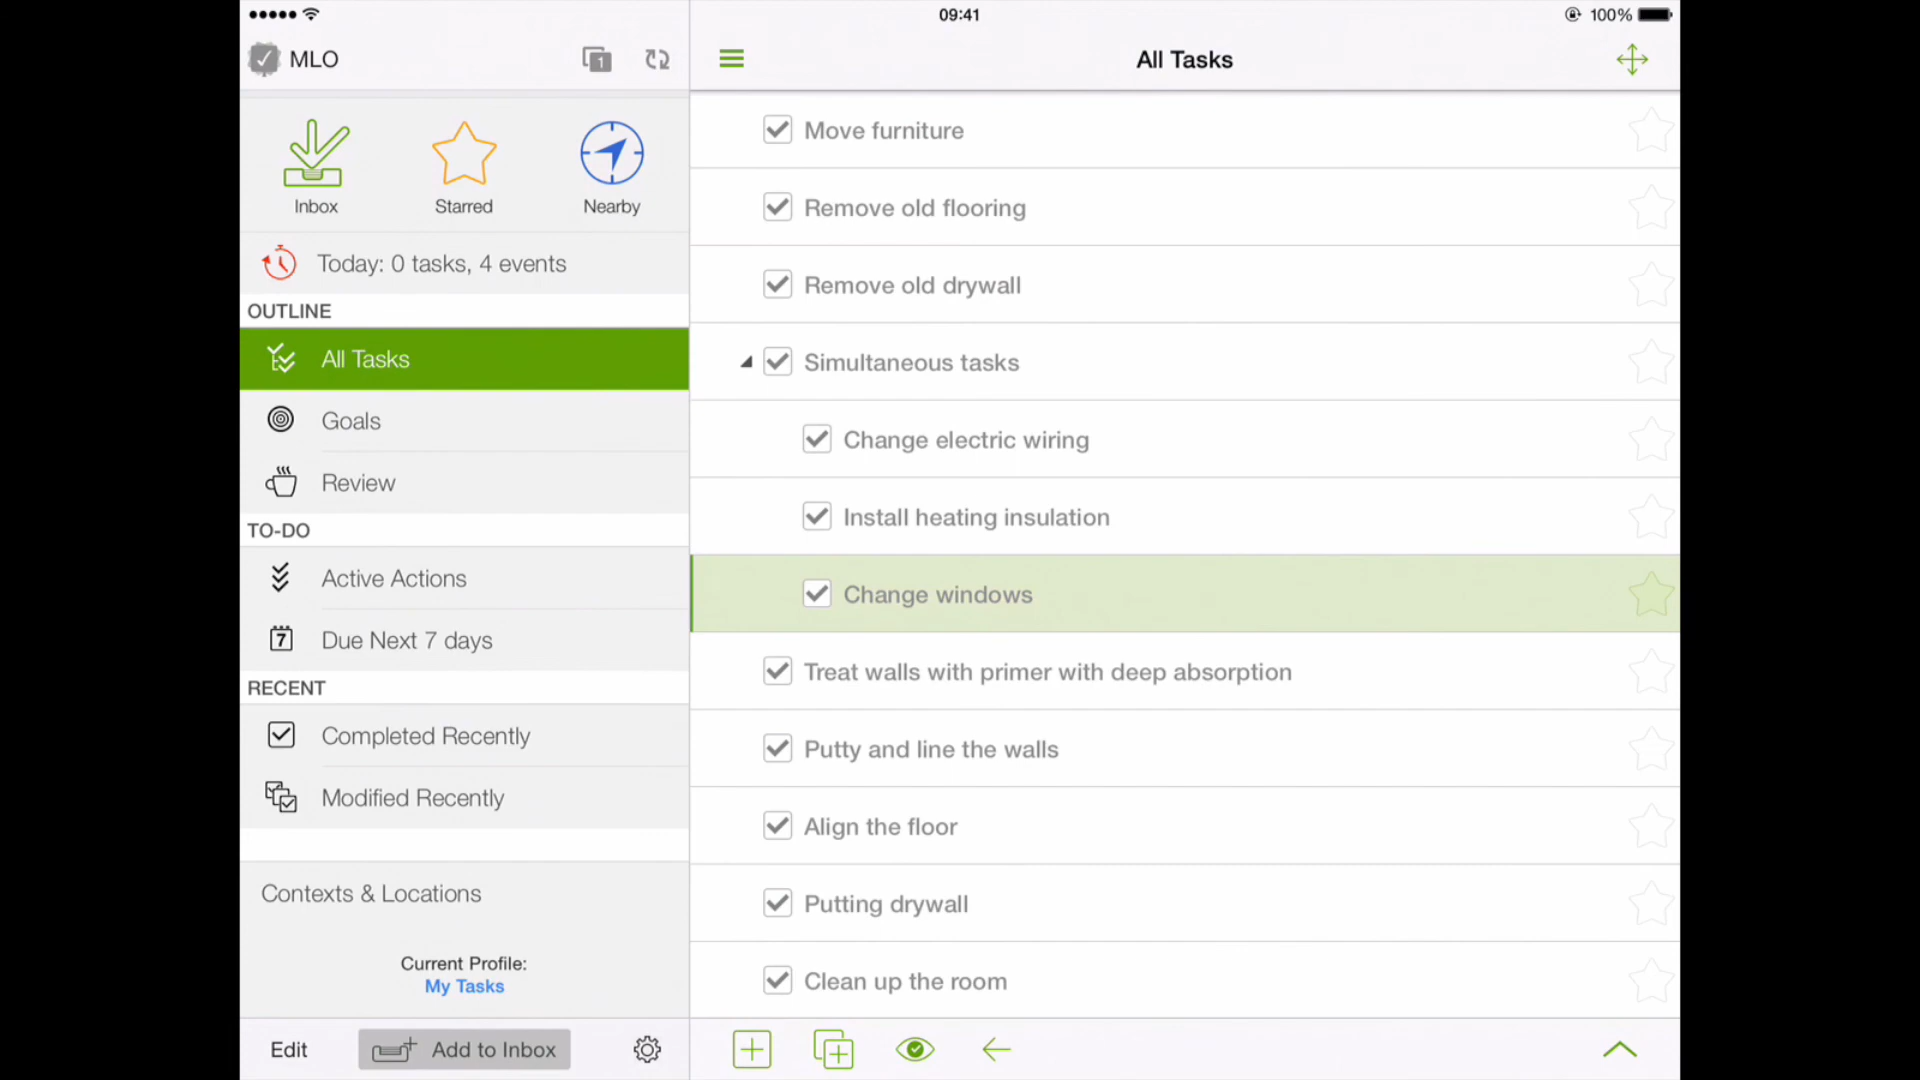 09:41
100%
MLO
1
All Tasks
Inbox
Starred
Nearby
Today: 0 tasks, 4 events
OUTLINE
All Tasks
Goals
Review
TO-DO
Active Actions
7
Due Next 7 days
RECENT
Completed Recently
Modified Recently
Contexts & Locations
Current Profile:
My Tasks
Edit
Add to Inbox
Move furniture
Remove old flooring
Remove old drywall
Simultaneous tasks
Change electric wiring
Install heating insulation
Change windows
Treat walls with primer with deep absorption
Putty and line the walls
Align the floor
Putting drywall
Clean up the room